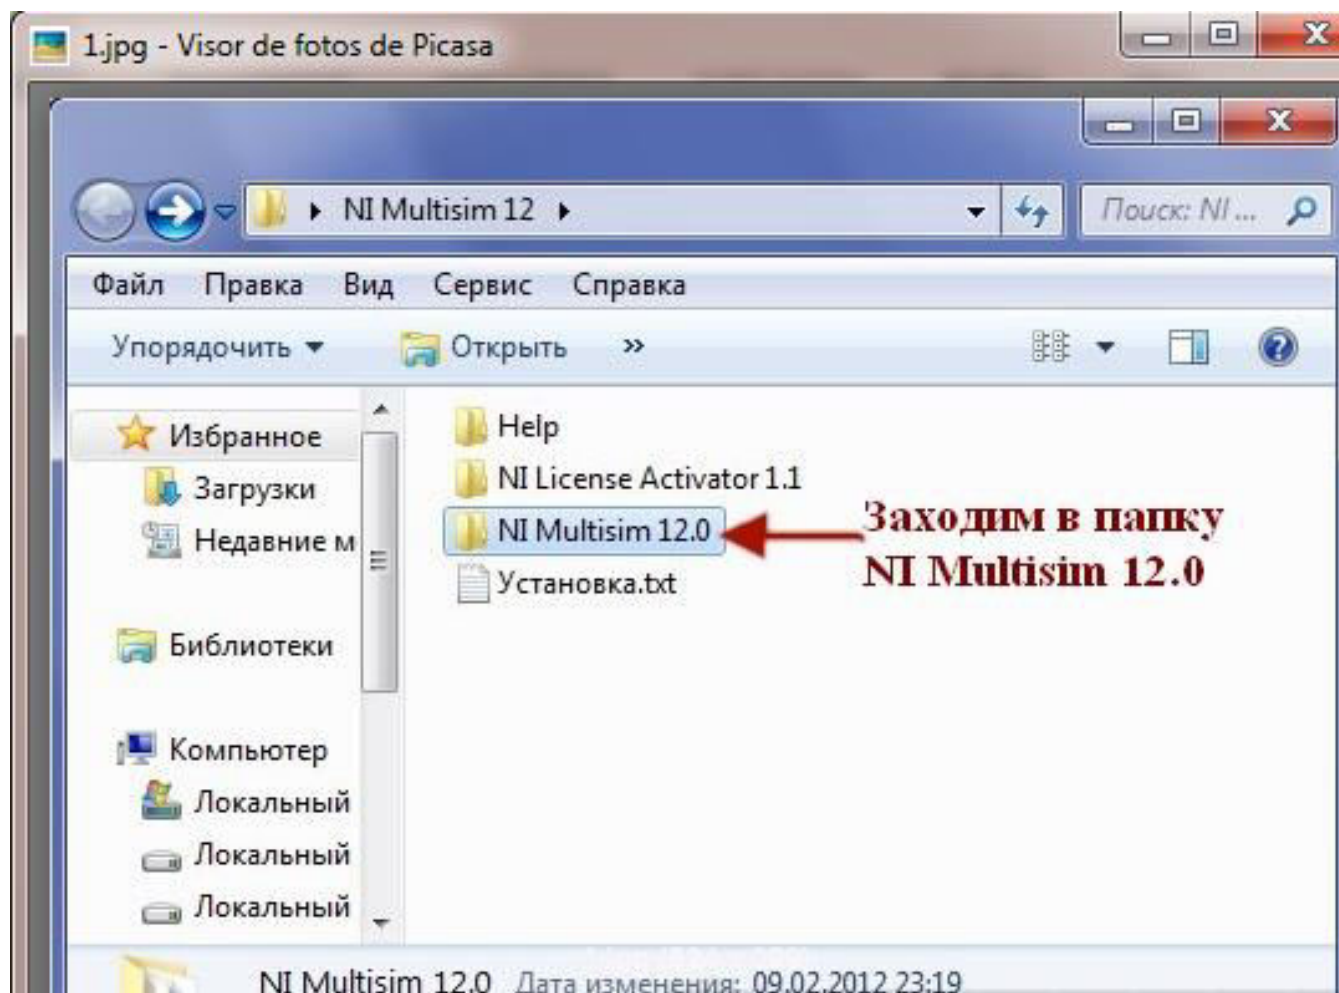 1.jpg - Visor de fotos de Picasa
NI Multisim 12
Поиск: NI ...
Файл Правка Вид Сервис Справка
Упорядочить Открыть »
Избранное
Загрузки
Недавние м
Библиотеки
Компьютер
Локальный
Локальный
Локальный
Help
NI License Activator 1.1
NI Multisim 12.0
Установка.txt
Заходим в папку
NI Multisim 12.0
NI Multisim 12.0 Дата изменения: 09.02.2012 23:19